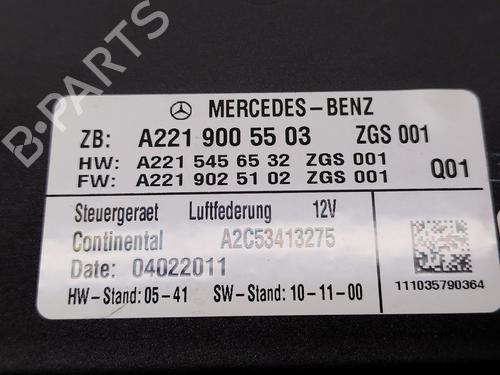 MERCEDES-BENZ
ZB: A221 900 55 03 ZGS 001
HW: A221 545 65 32 ZGS 001
FW: A221 902 51 02 ZGS 001 Q01
Steuergeraet Luftfederung 12V
Continental A2C53413275
Date: 04022011
HW-Stand: 05-41 SW-Stand: 10-11-00
111035790364
B-PARTS